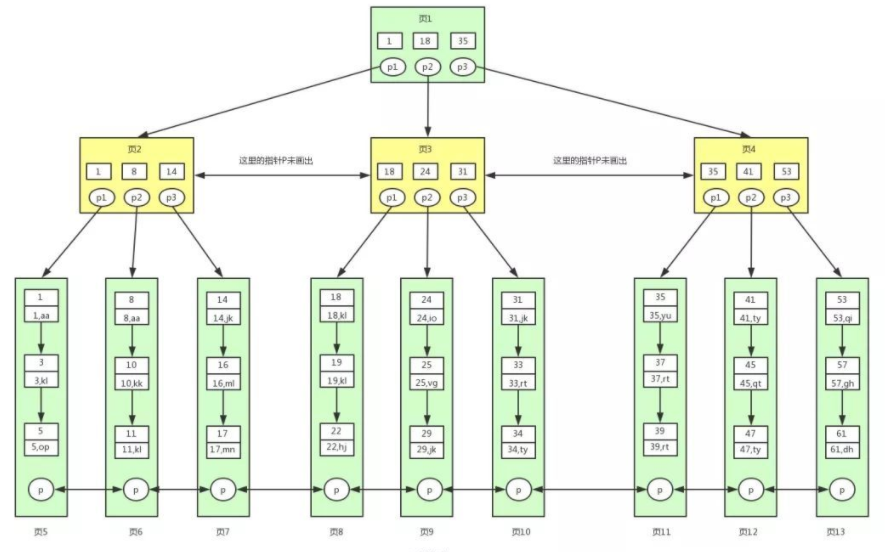 页1
1 18 35
p1 p2 p3
页2 页3 页4
这里的指针P未画出 这里的指针P未画出
1 8 14 18 24 31 35 41 53
p1 p2 p3 p1 p2 p3 p1 p2 p3
1 8 14 18 24 31 35 41 53
1,aa 8,aa 14,jk 18,kl 24,io 31,jk 35,yu 41,ty 53,qi
3 10 16 19 25 33 37 45 57
3,kl 10,kk 16,ml 19,kl 25,vg 33,rt 37,rt 45,qt 57,gh
5 11 17 22 29 34 39 47 61
5,op 11,kl 17,mn 22,hj 29,jk 34,ty 39,rt 47,ty 61,dh
p p p p p p p p p
页5 页6 页7 页8 页9 页10 页11 页12 页13